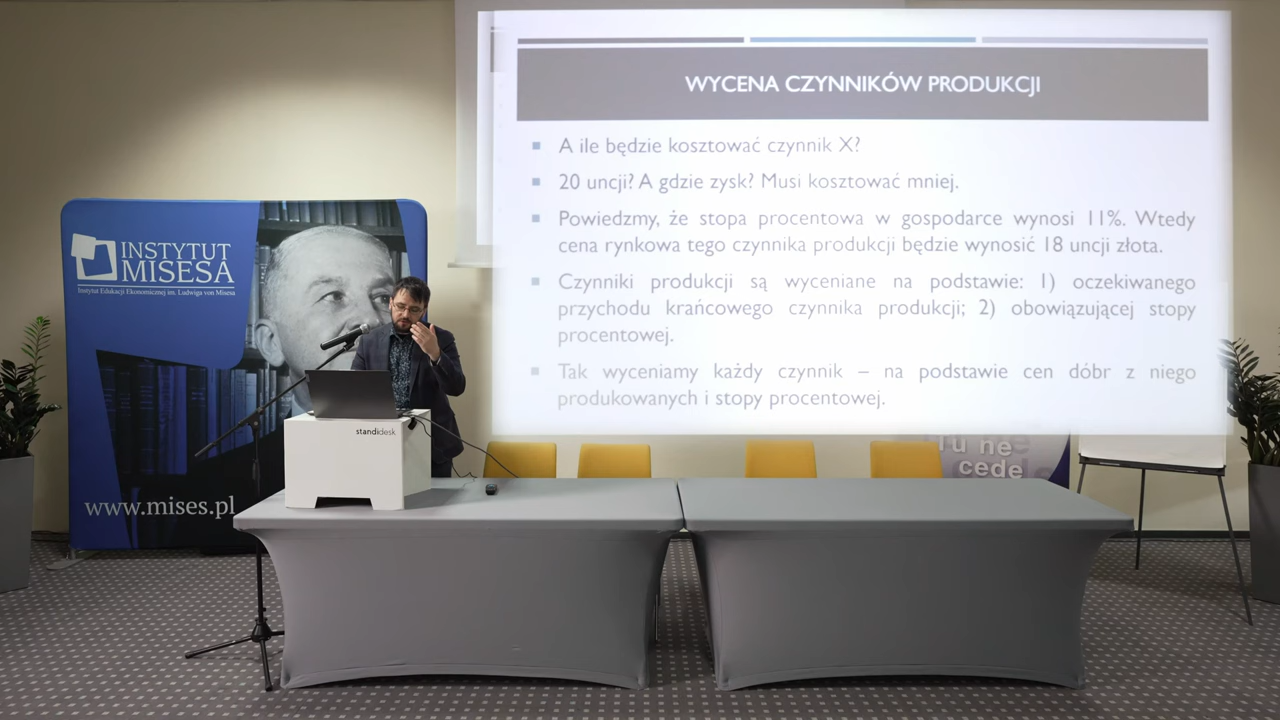 WYCENA CZYNNIKÓW PRODUKCJI
A ile będzie kosztować czynnik X?
20 uncji? A gdzie zysk? Musi kosztować mniej.
Powiedzmy, że stopa procentowa w gospodarce wynosi 11%. Wtedy
cena rynkowa tego czynnika produkcji będzie wynosić 18 uncji złota.
Czynniki produkcji są wyceniane na podstawie: 1) oczekiwanego
przychodu krańcowego czynnika produkcji; 2) obowiązującej stopy
procentowej.
Tak wyceniamy każdy czynnik – na podstawie cen dóbr z niego
produkowanych i stopy procentowej.
INSTYTUT
MISESA
Instytut Edukacji Ekonomicznej im. Ludwiga von Misesa
www.mises.pl
standidesk
Tu ne
cede